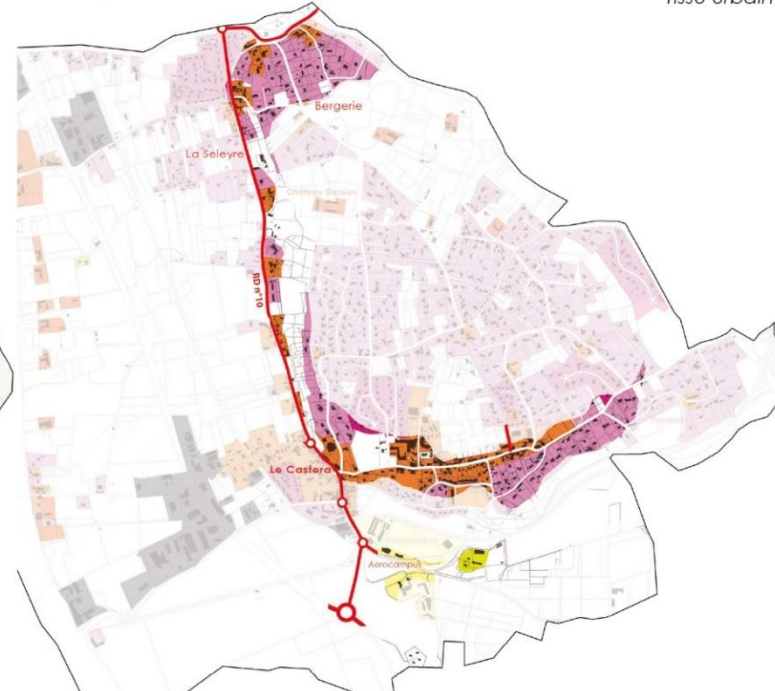 Tissu urbain
Bergerie
La Seleyre
Château Gassies
RD n°10
Le Castera
Aerocampus